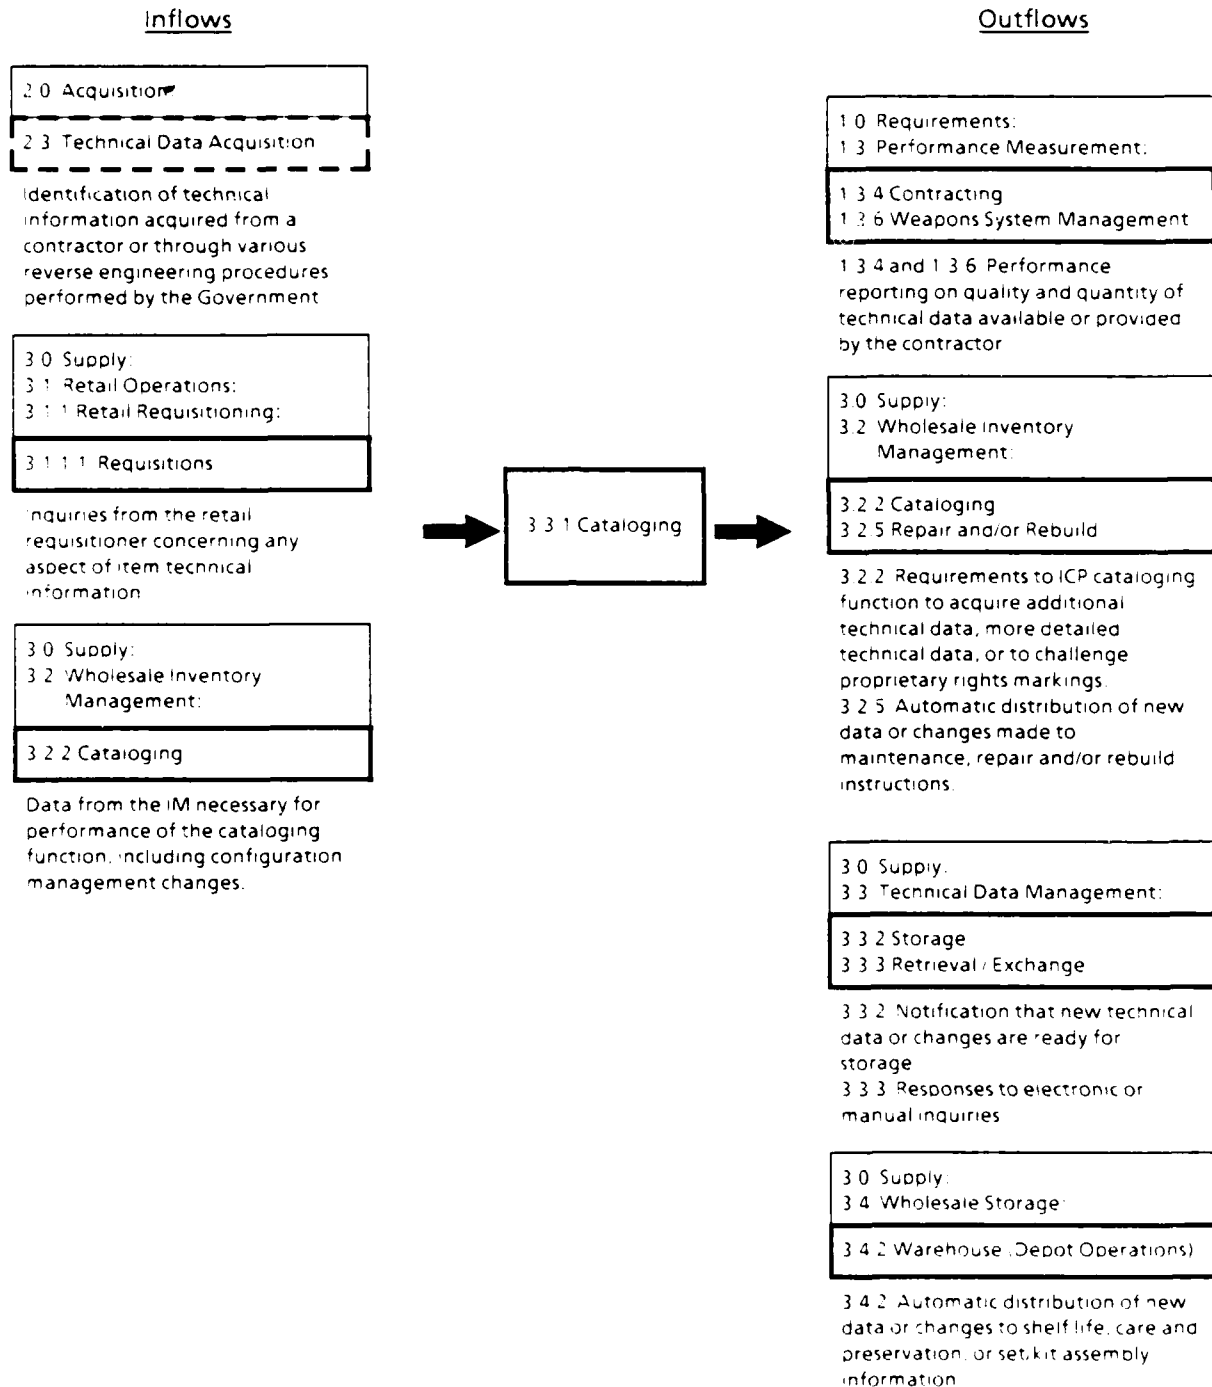 Inflows
2.0 Acquisition:
2.3 Technical Data Acquisition
Identification of technical
information acquired from a
contractor or through various
reverse engineering procedures
performed by the Government
3.0 Supply:
3.1 Retail Operations:
3.1.1 Retail Requisitioning:
3.1.1.1 Requisitions
Inquiries from the retail
requisitioner concerning any
aspect of item technical
information
3.0 Supply:
3.2 Wholesale Inventory
Management:
3.2.2 Cataloging
Data from the IM necessary for
performance of the cataloging
function, including configuration
management changes.
3.3.1 Cataloging
Outflows
1.0 Requirements:
1.3 Performance Measurement:
1.3.4 Contracting
1.3.6 Weapons System Management
1.3.4 and 1.3.6 Performance
reporting on quality and quantity of
technical data available or provided
by the contractor
3.0 Supply:
3.2 Wholesale Inventory
Management:
3.2.2 Cataloging
3.2.5 Repair and/or Rebuild
3.2.2 Requirements to ICP cataloging
function to acquire additional
technical data, more detailed
technical data, or to challenge
proprietary rights markings.
3.2.5 Automatic distribution of new
data or changes made to
maintenance, repair and/or rebuild
instructions.
3.0 Supply:
3.3 Technical Data Management:
3.3.2 Storage
3.3.3 Retrieval / Exchange
3.3.2 Notification that new technical
data or changes are ready for
storage
3.3.3 Responses to electronic or
manual inquiries
3.0 Supply:
3.4 Wholesale Storage:
3.4.2 Warehouse (Depot Operations)
3.4.2 Automatic distribution of new
data or changes to shelf life, care and
preservation, or set/kit assembly
information